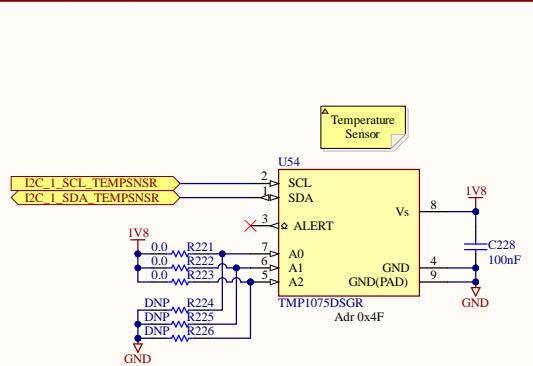 Temperature
Sensor
U54
I2C_1_SCL_TEMPSNSR
2
SCL
I2C_1_SDA_TEMPSNSR
1
SDA
Vs
8
1V8
3
ALERT
1V8
0.0
R221
7
A0
C228
0.0
R222
6
A1
GND
4
100nF
0.0
R223
5
A2
GND(PAD)
9
DNP
R224
TMP1075DSGR
GND
DNP
R225
Adr 0x4F
DNP
R226
GND